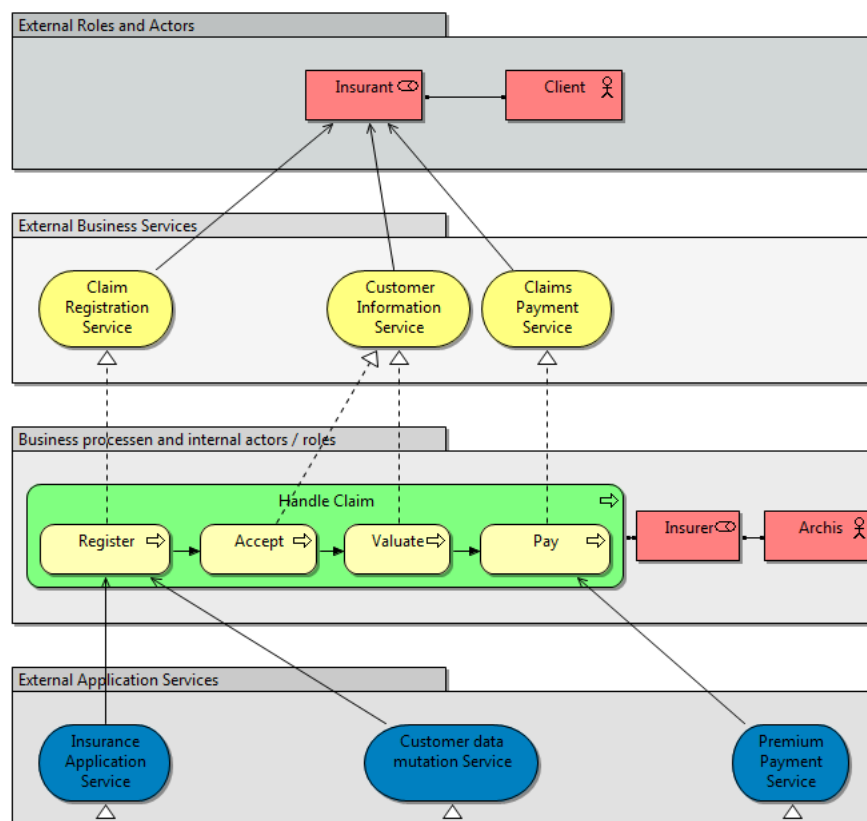 External Roles and Actors
Insurant
Client
External Business Services
Claim
Registration
Service
Customer
Information
Service
Claims
Payment
Service
Business processen and internal actors / roles
Handle Claim
Register
Accept
Valuate
Pay
Insurer
Archis
External Application Services
Insurance
Application
Service
Customer data
mutation Service
Premium
Payment
Service